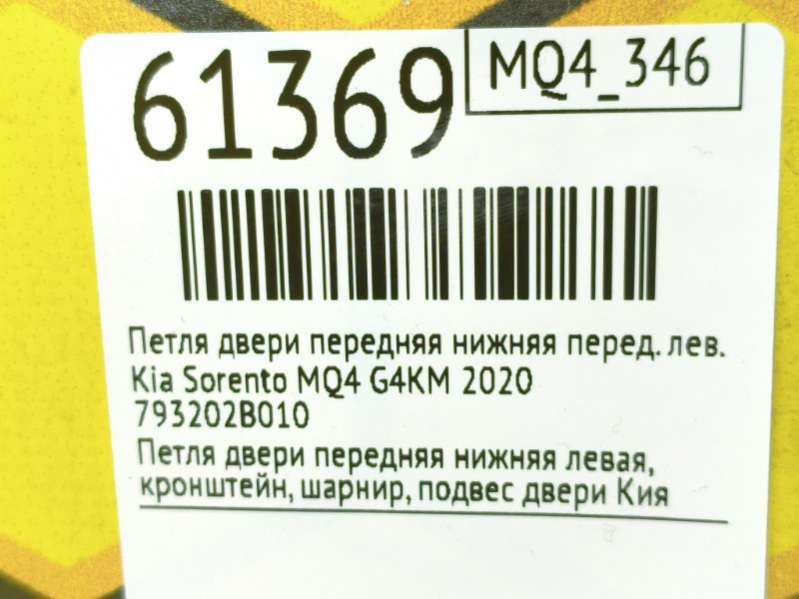 61369
MQ4_346
Петля двери передняя нижняя перед. лев.
Kia Sorento MQ4 G4KM 2020
793202B010
Петля двери передняя нижняя левая,
кронштейн, шарнир, подвес двери Кия